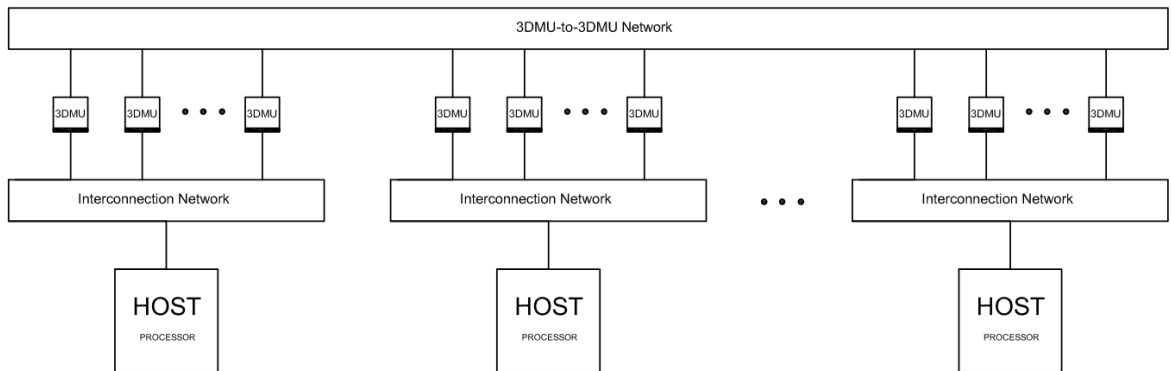 3DMU-to-3DMU Network
3DMU 3DMU 3DMU 3DMU 3DMU 3DMU 3DMU 3DMU 3DMU
Interconnection Network Interconnection Network Interconnection Network
HOST HOST HOST
PROCESSOR PROCESSOR PROCESSOR